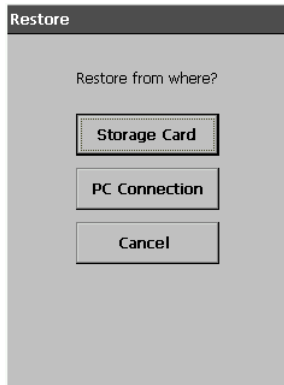 Restore
Restore from where?
Storage Card
PC Connection
Cancel